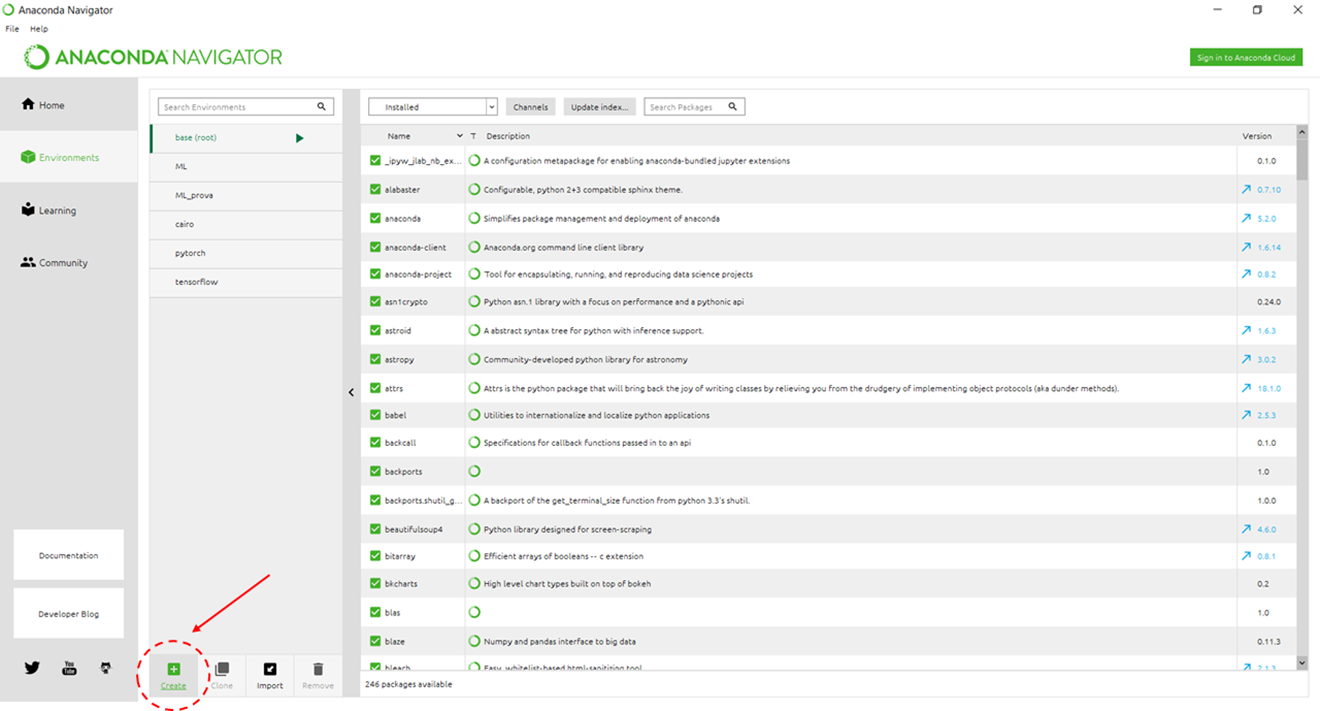 Anaconda Navigator
File Help
ANACONDA NAVIGATOR
Sign in to Anaconda Cloud
Home
Environments
Learning
Community
Documentation
Developer Blog
You Tube
Search Environments
base (root)
ML
ML_prova
cairo
pytorch
tensorflow
Create
Clone
Import
Remove
Installed Channels Update index... Search Packages
Name T Description Version
_ipyw_jlab_nb_ex... A configuration metapackage for enabling anaconda-bundled jupyter extensions 0.1.0
alabaster Configurable, python 2+3 compatible sphinx theme. 0.7.10
anaconda Simplifies package management and deployment of anaconda 5.2.0
anaconda-client Anaconda.org command line client library 1.6.14
anaconda-project Tool for encapsulating, running, and reproducing data science projects 0.8.2
asn1crypto Python asn.1 library with a focus on performance and a pythonic api 0.24.0
astroid A abstract syntax tree for python with inference support. 1.6.3
astropy Community-developed python library for astronomy 3.0.2
attrs Attrs is the python package that will bring back the joy of writing classes by relieving you from the drudgery of implementing object protocols (aka dunder methods). 18.1.0
babel Utilities to internationalize and localize python applications 2.5.3
backcall Specifications for callback functions passed in to an api 0.1.0
backports 1.0
backports.shutil_g... A backport of the get_terminal_size function from python 3.3's shutil. 1.0.0
beautifulsoup4 Python library designed for screen-scraping 4.6.0
bitarray Efficient arrays of booleans -- c extension 0.8.1
bkcharts High level chart types built on top of bokeh 0.2
blas 1.0
blaze Numpy and pandas interface to big data 0.11.3
bleach Easy, whitelist-based html-sanitizing tool 2.1.3
246 packages available